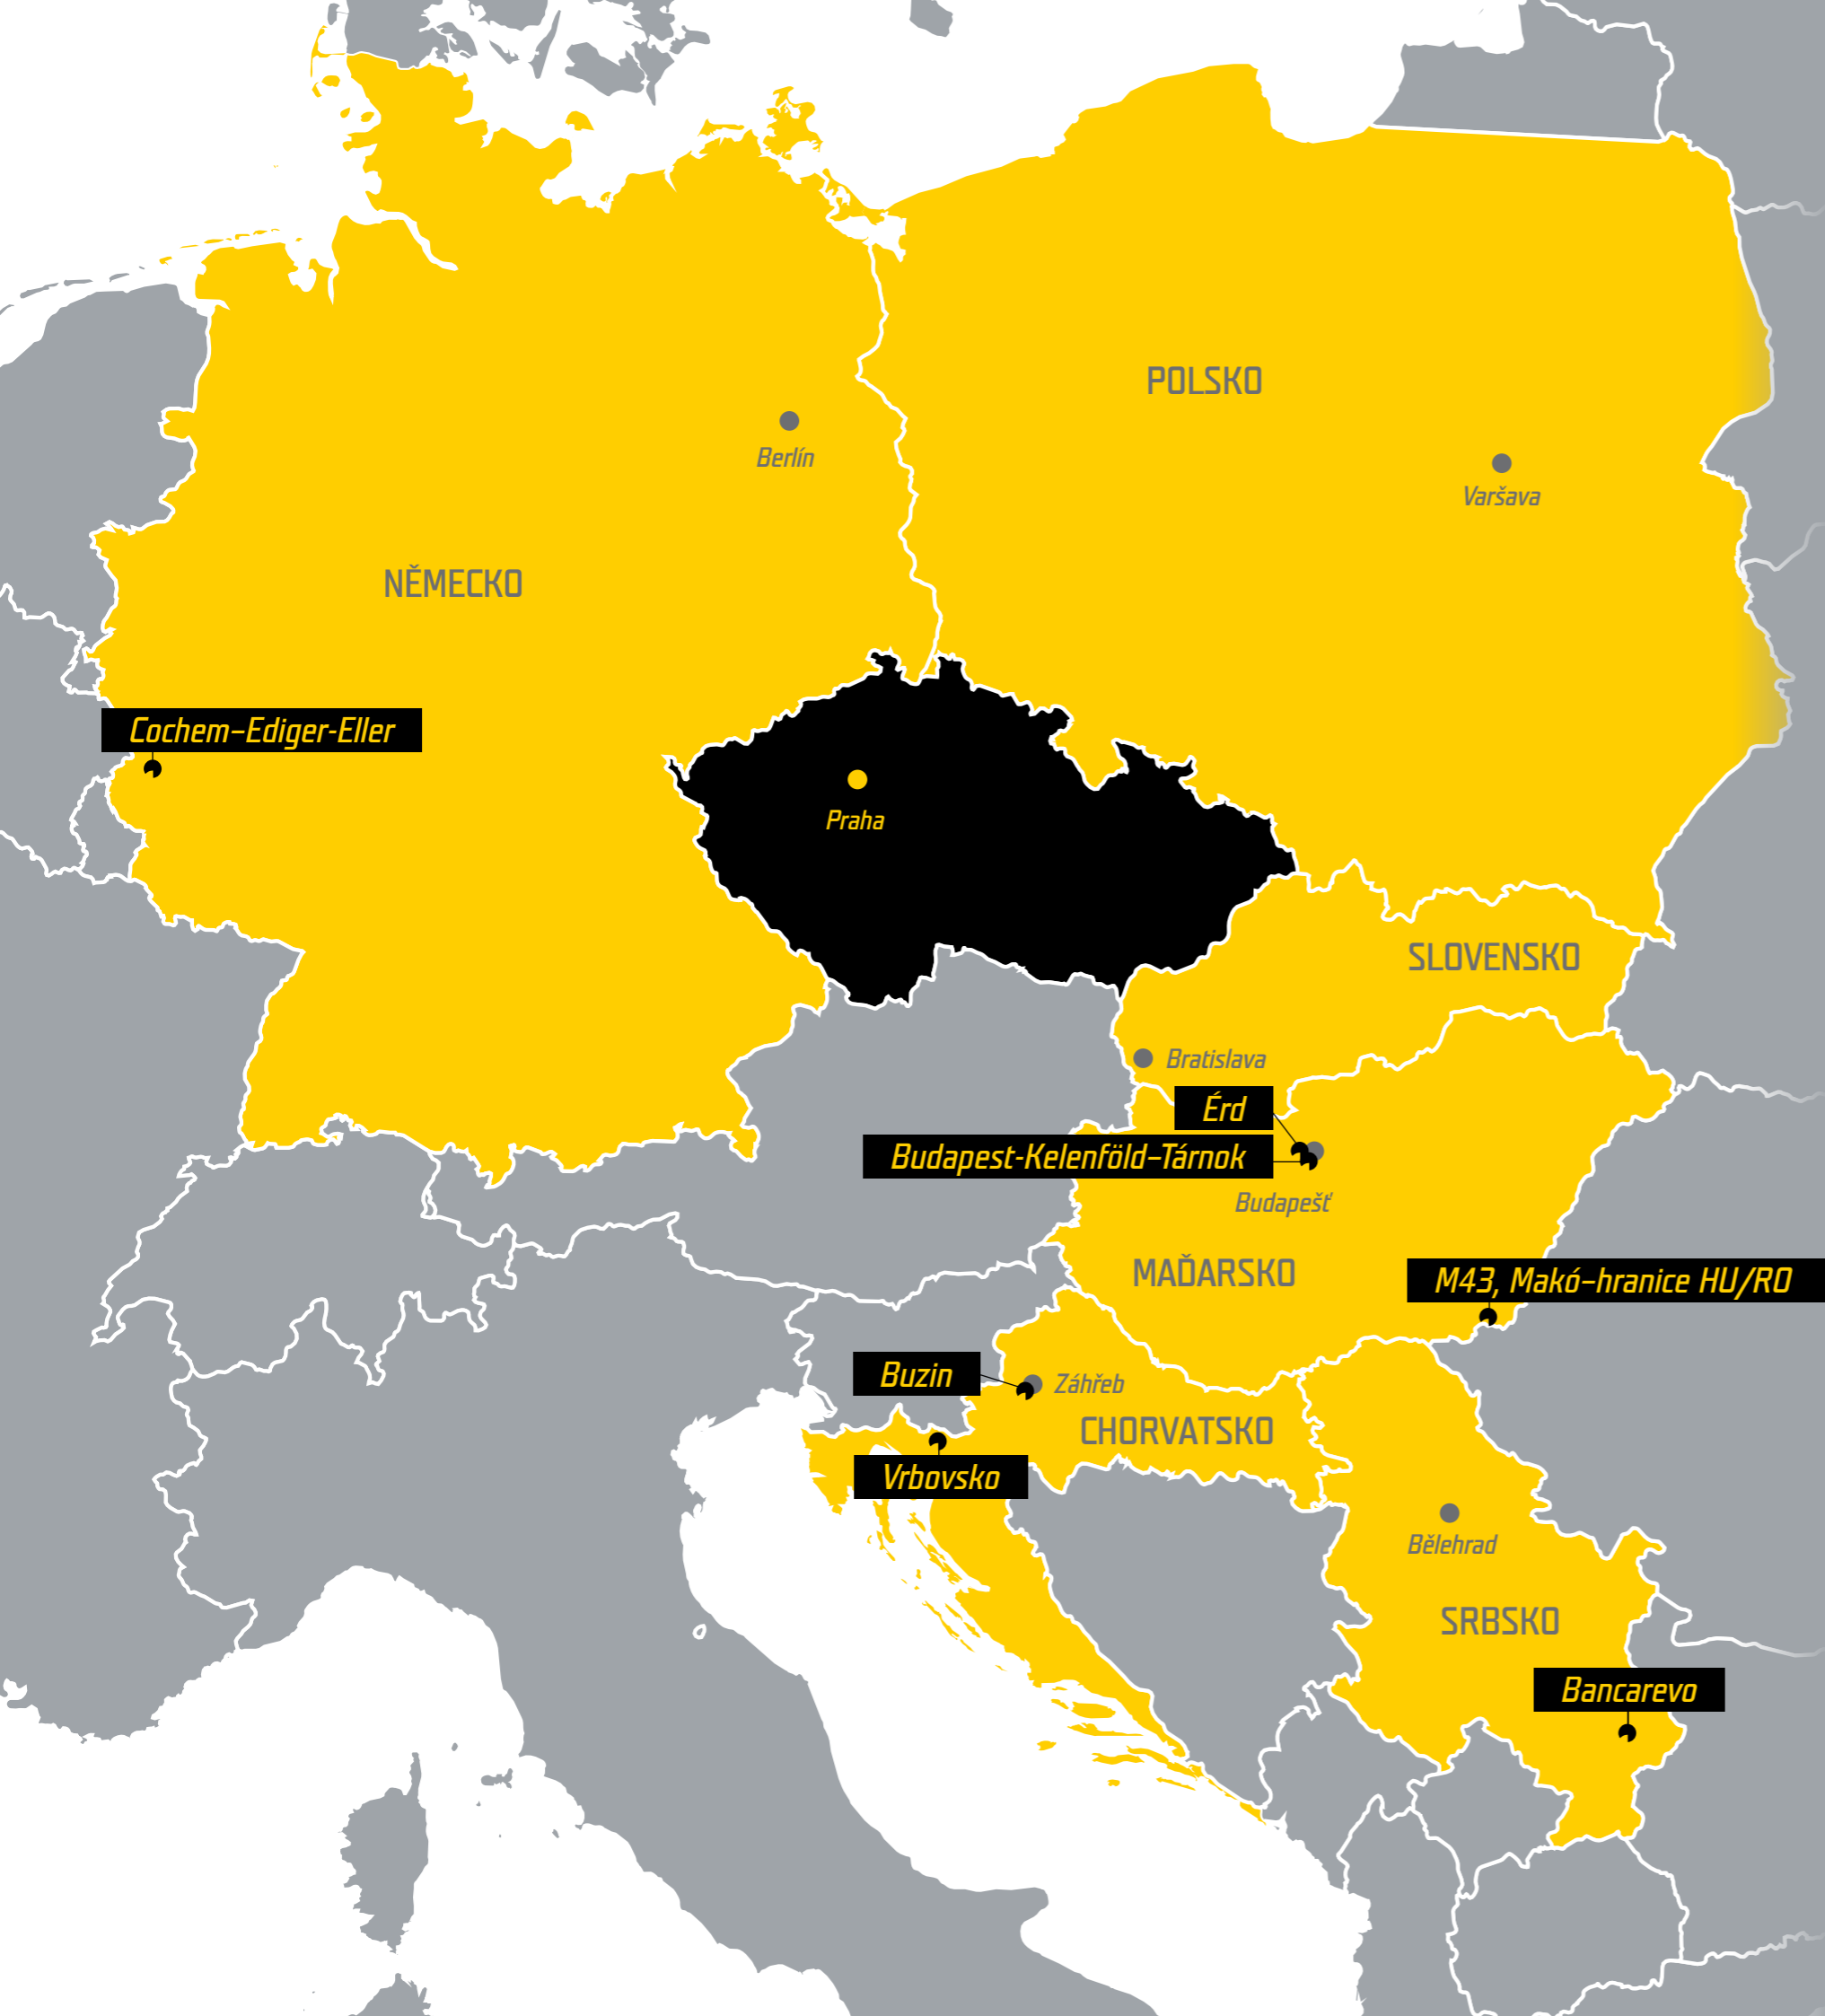 POLSKO
Berlín
Varšava
NĚMECKO
Cochem–Ediger-Eller
Praha
SLOVENSKO
Bratislava
Érd
Budapest-Kelenföld–Tárnok
Budapešť
MAĎARSKO
M43, Makó–hranice HU/RO
Buzin
Záhřeb
CHORVATSKO
Vrbovsko
Bělehrad
SRBSKO
Bancarevo